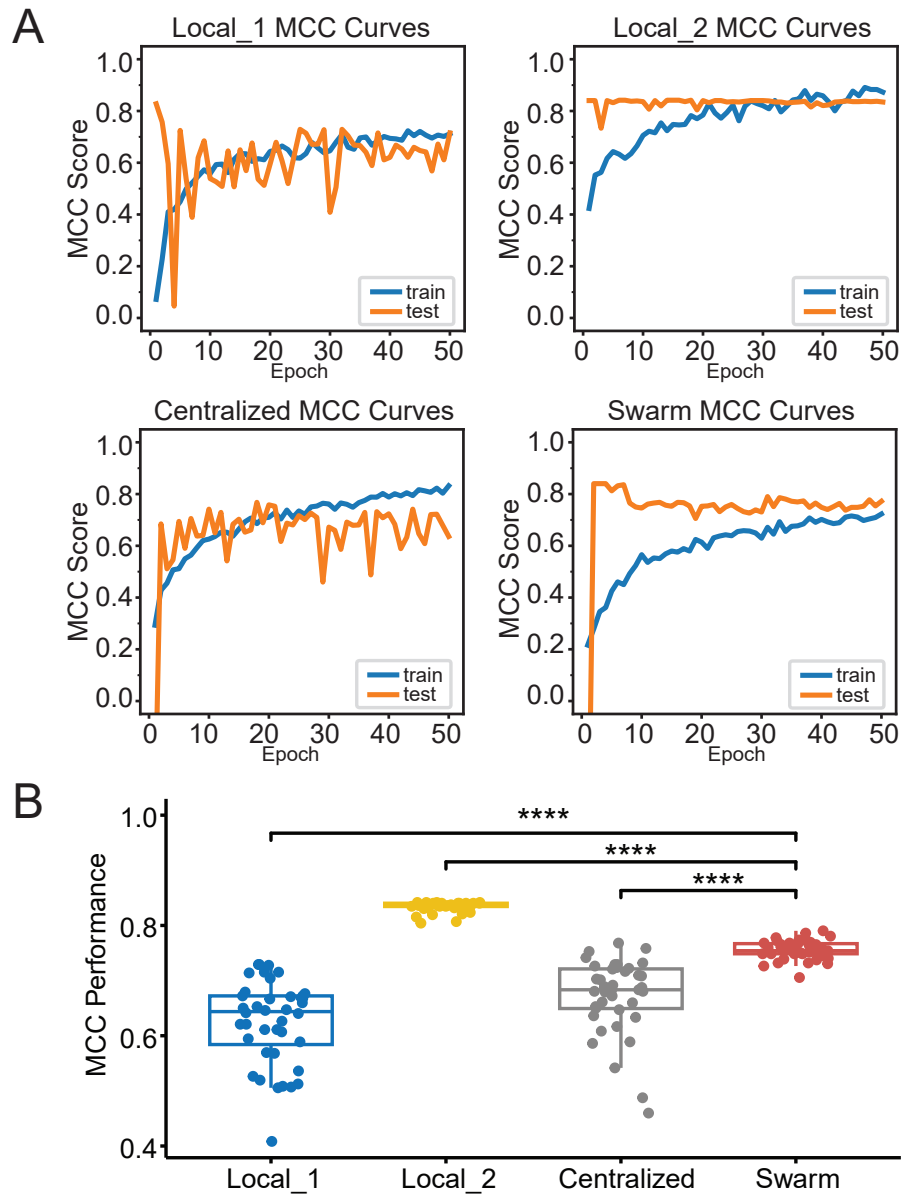 A
Local_1 MCC Curves
Local_2 MCC Curves
MCC Score
1.0
0.8
0.6
0.4
0.2
0.0
train
test
0 10 20 30 40 50
Epoch
MCC Score
1.0
0.8
0.6
0.4
0.2
0.0
train
test
0 10 20 30 40 50
Epoch
Centralized MCC Curves
Swarm MCC Curves
MCC Score
1.0
0.8
0.6
0.4
0.2
0.0
train
test
0 10 20 30 40 50
Epoch
MCC Score
1.0
0.8
0.6
0.4
0.2
0.0
train
test
0 10 20 30 40 50
Epoch
B
MCC Performance
1.0
0.8
0.6
0.4
****
****
****
Local_1 Local_2 Centralized Swarm